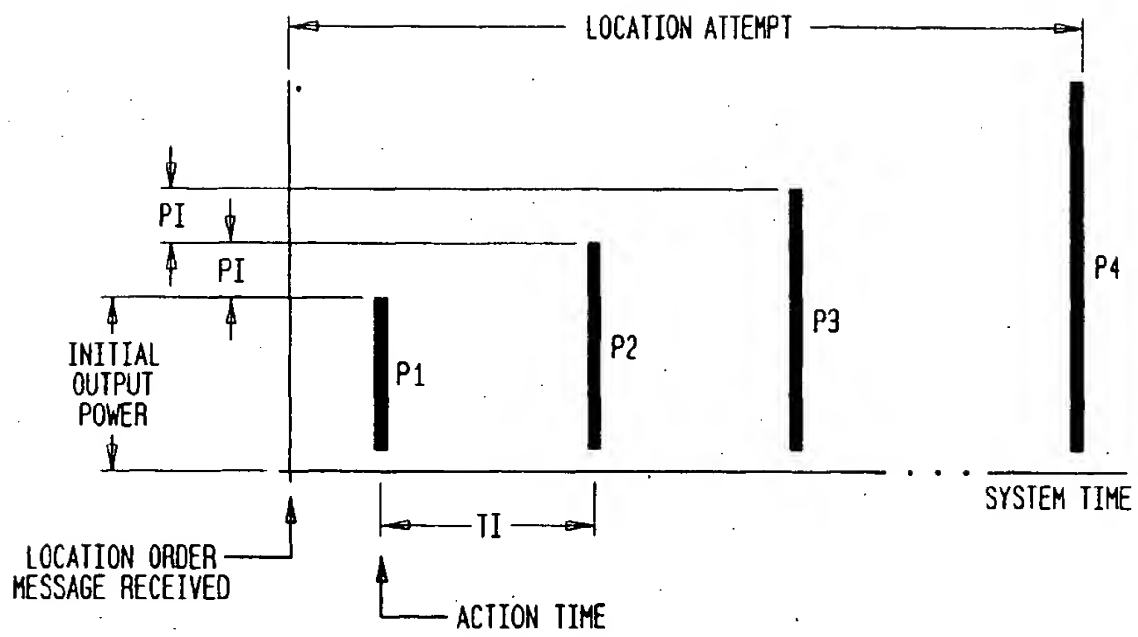 LOCATION ATTEMPT
PI
PI
P4
P3
P2
P1
INITIAL
OUTPUT
POWER
SYSTEM TIME
TI
LOCATION ORDER
MESSAGE RECEIVED
ACTION TIME